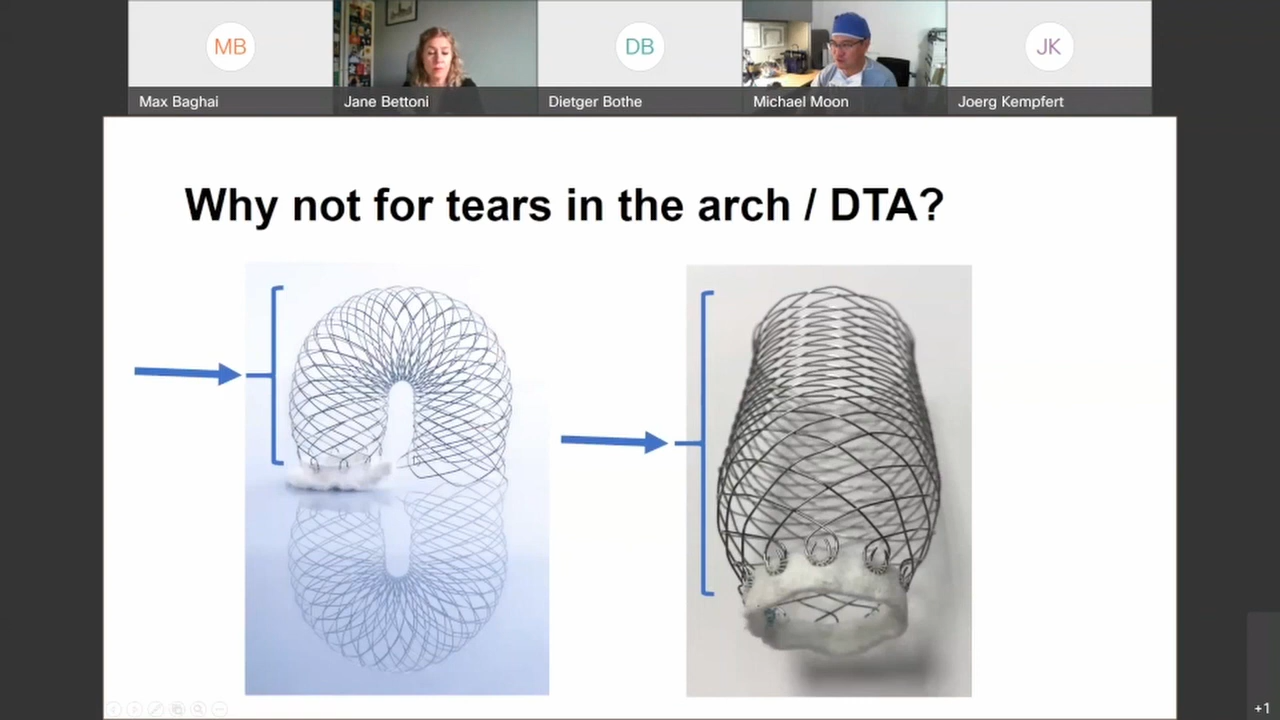 MB
DB
JK
Max Baghai
Jane Bettoni
Dietger Bothe
Michael Moon
Joerg Kempfert
Why not for tears in the arch / DTA?
+1